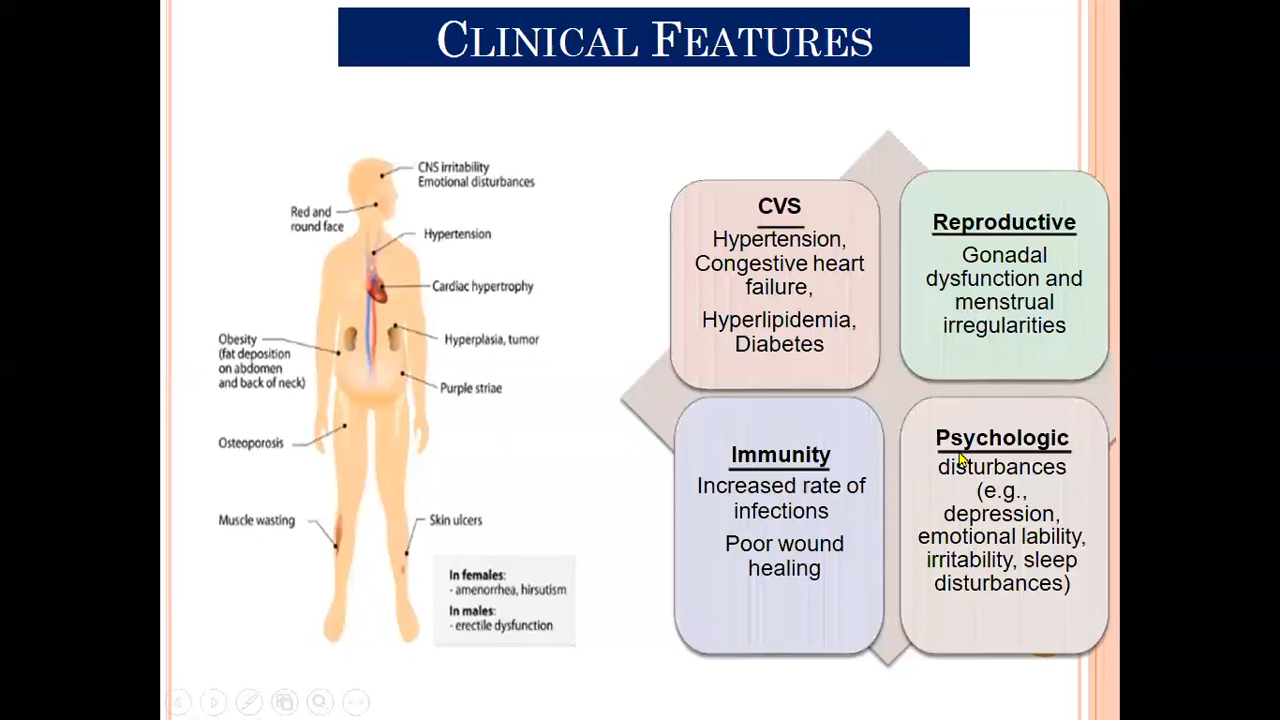 CLINICAL FEATURES
CNS irritability
Emotional disturbances
Red and
round face
Hypertension
Cardiac hypertrophy
Obesity
(fat deposition
on abdomen
and back of neck)
Hyperplasia, tumor
Purple striae
Osteoporosis
Muscle wasting
Skin ulcers
In females:
- amenorrhea, hirsutism
In males:
- erectile dysfunction
CVS
Hypertension,
Congestive heart
failure,
Hyperlipidemia,
Diabetes
Reproductive
Gonadal
dysfunction and
menstrual
irregularities
Immunity
Increased rate of
infections
Poor wound
healing
Psychologic
disturbances
(e.g.,
depression,
emotional lability,
irritability, sleep
disturbances)